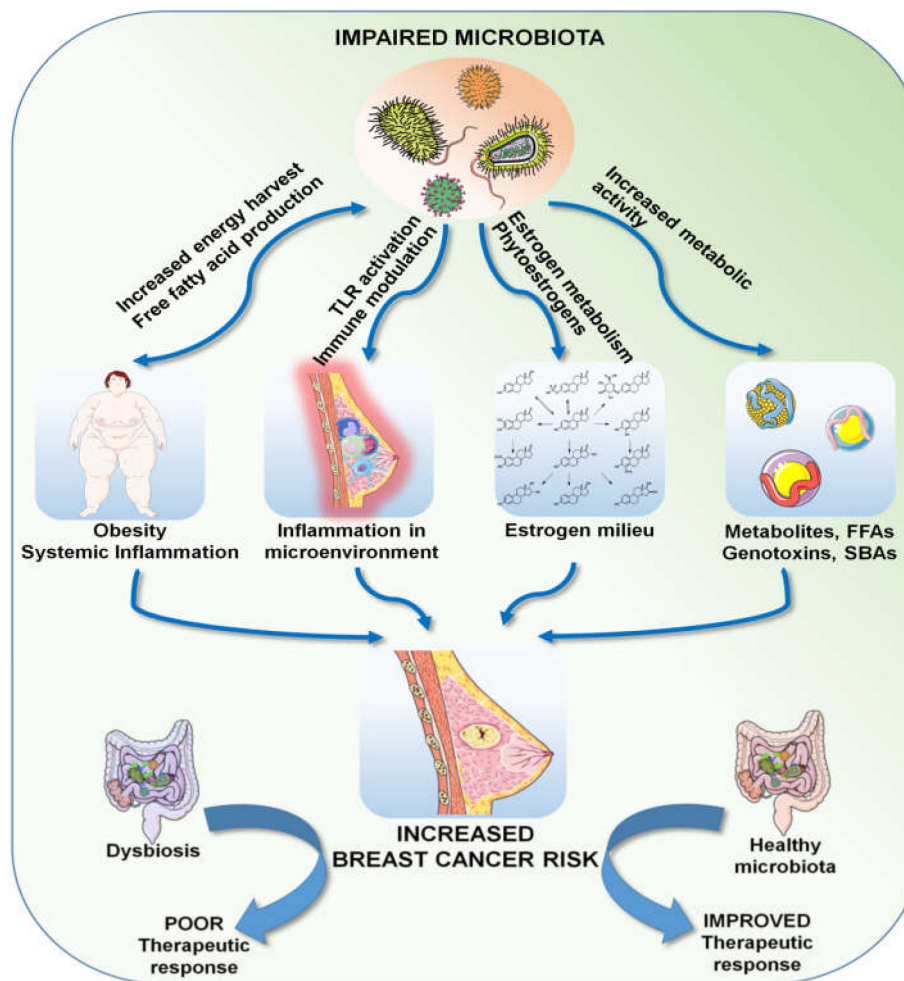 IMPAIRED MICROBIOTA
Increased energy harvest
Free fatty acid production
TLR activation
Immune modulation
Estrogen metabolism
Phytoestrogens
Increased metabolic
activity
Obesity
Systemic Inflammation
Inflammation in
microenvironment
Estrogen milieu
Metabolites, FFAs
Genotoxins, SBAs
INCREASED
BREAST CANCER RISK
Dysbiosis
Healthy
microbiota
POOR
Therapeutic
response
IMPROVED
Therapeutic
response